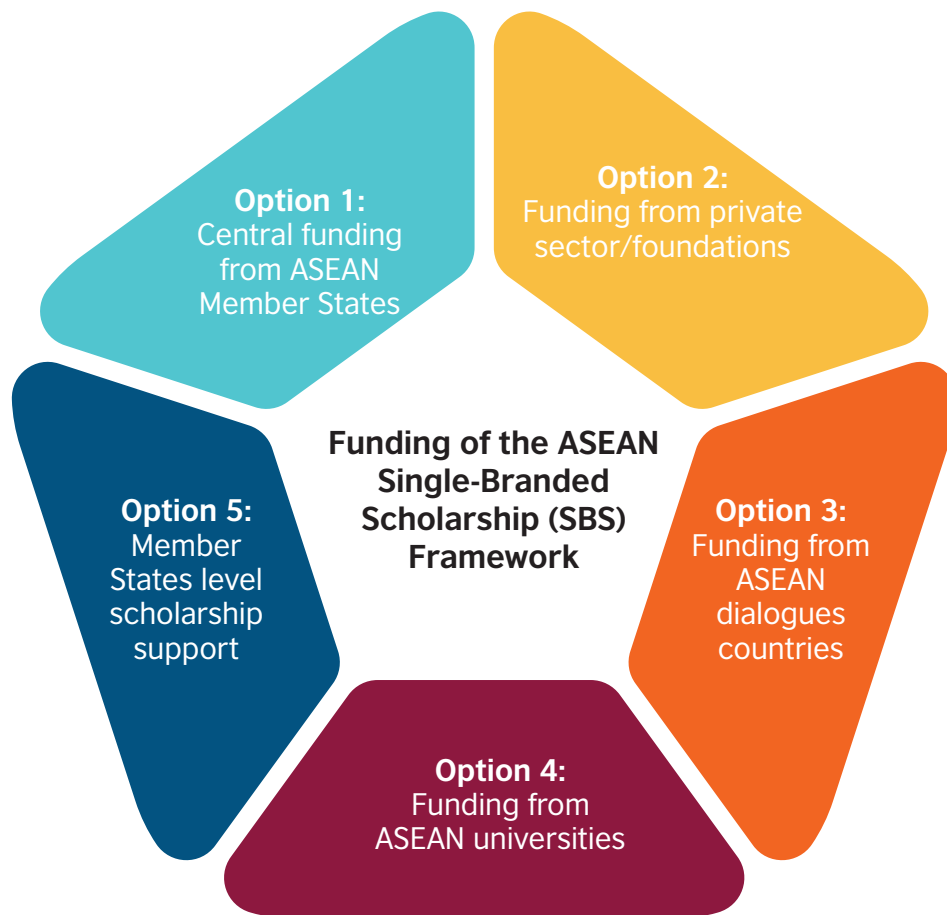 Option 1:
Central funding
from ASEAN
Member States
Option 2:
Funding from private
sector/foundations
Funding of the ASEAN
Single-Branded
Scholarship (SBS)
Framework
Option 3:
Funding from
ASEAN
dialogues
countries
Option 4:
Funding from
ASEAN universities
Option 5:
Member
States level
scholarship
support